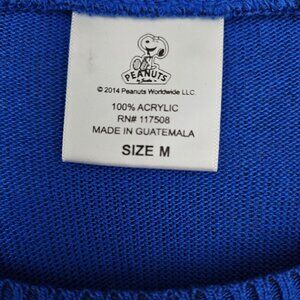 PEANUTS
© 2014 Peanuts Worldwide LLC.
100% ACRYLIC
RN# 117508
MADE IN GUATEMALA
SIZE M